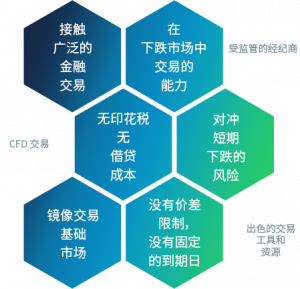 接触
广泛的
金融
交易
在
下跌市场中
交易的
能力
受监管的经纪商
CFD 交易
无印花税
无
借贷
成本
对冲
短期
下跌的
风险
镜像交易
基础
市场
没有价差
限制，
没有固定
的到期日
出色的交易
工具和
资源